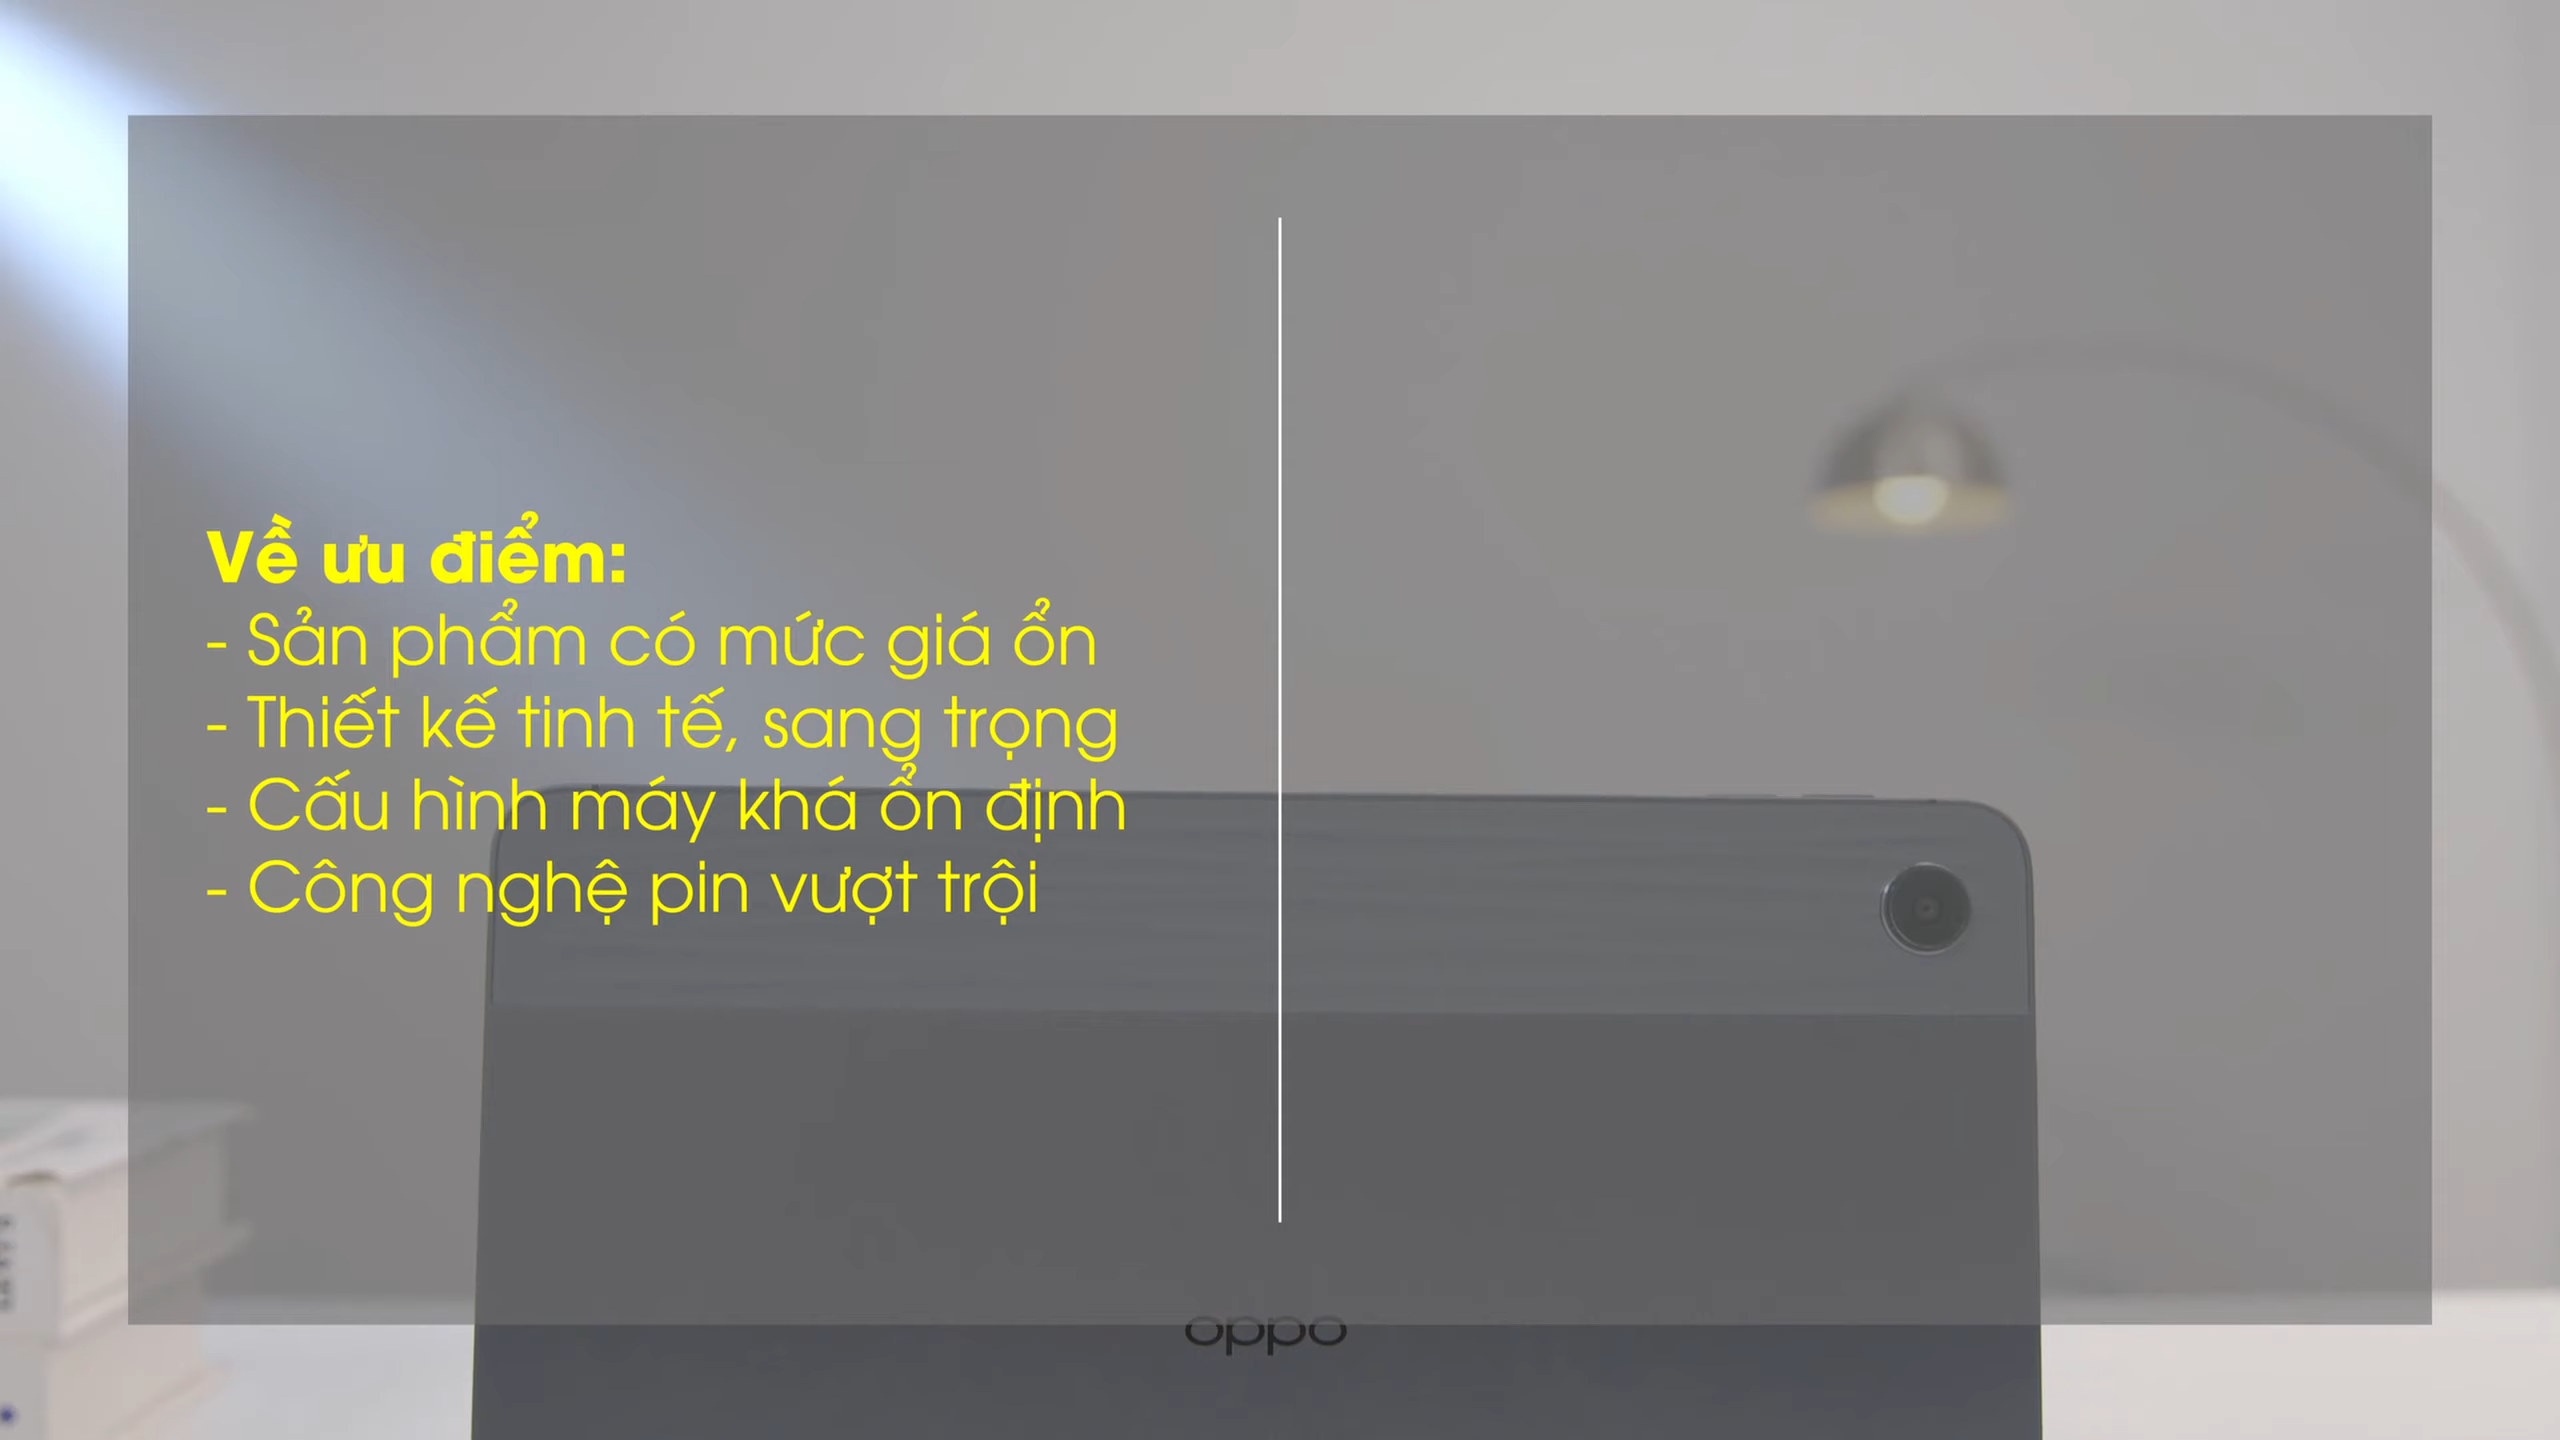 Về ưu điểm:
- Sản phẩm có mức giá ổn
- Thiết kế tinh tế, sang trọng
- Cấu hình máy khá ổn định
- Công nghệ pin vượt trội
oppo